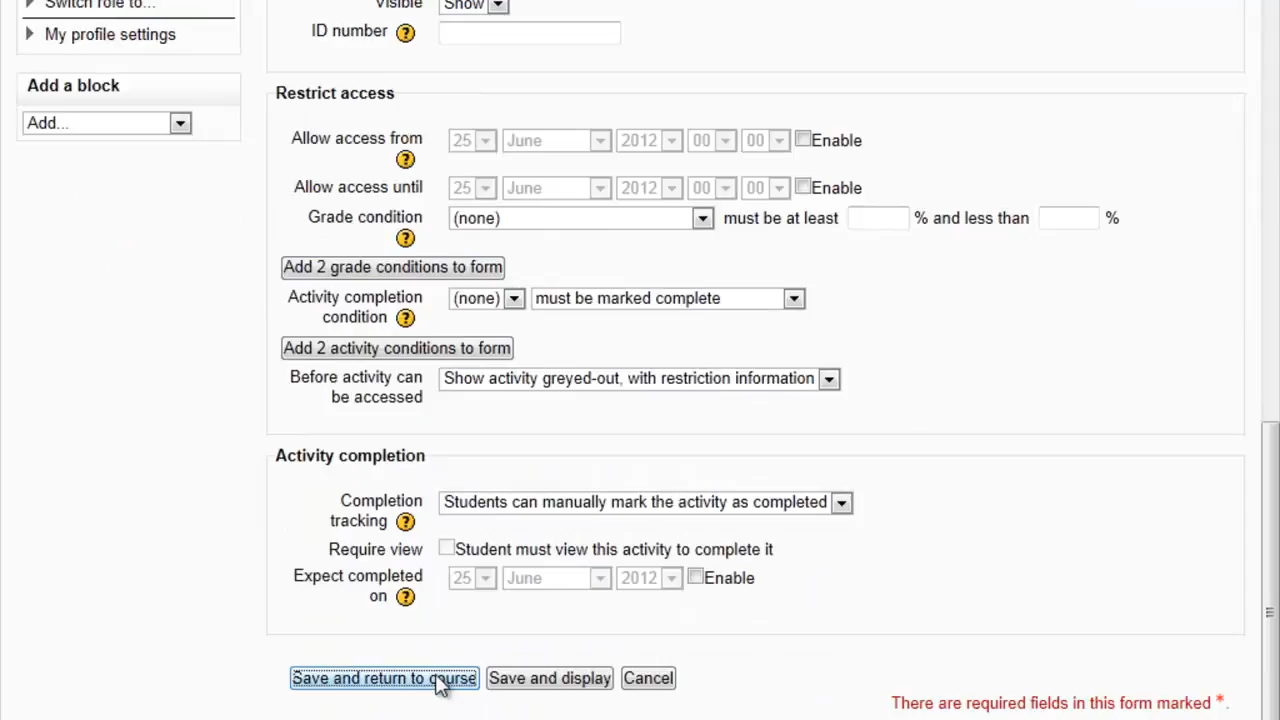 Switch role to...
My profile settings
Add a block
Add...
Visible Show
ID number
Restrict access
Allow access from 25 June 2012 00 00 Enable
Allow access until 25 June 2012 00 00 Enable
Grade condition (none) must be at least % and less than %
Add 2 grade conditions to form
Activity completion condition (none) must be marked complete
Add 2 activity conditions to form
Before activity can be accessed Show activity greyed-out, with restriction information
Activity completion
Completion tracking Students can manually mark the activity as completed
Require view Student must view this activity to complete it
Expect completed on 25 June 2012 Enable
Save and return to course Save and display Cancel
There are required fields in this form marked *.